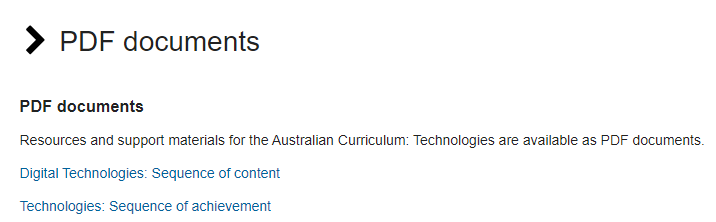 PDF documents
PDF documents
Resources and support materials for the Australian Curriculum: Technologies are available as PDF documents.
Digital Technologies: Sequence of content
Technologies: Sequence of achievement